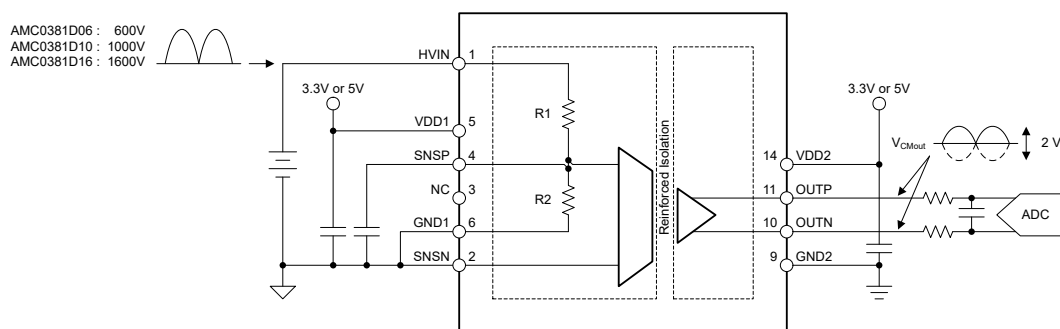 AMC0381D06 : 600V
AMC0381D10 : 1000V
AMC0381D16 : 1600V
HVIN 1
3.3V or 5V
VDD1 5
SNSP 4
NC 3
GND1 6
SNSN 2
R1
R2
Reinforced Isolation
3.3V or 5V
14 VDD2
11 OUTP
10 OUTN
9 GND2
VCMout
2 V
ADC